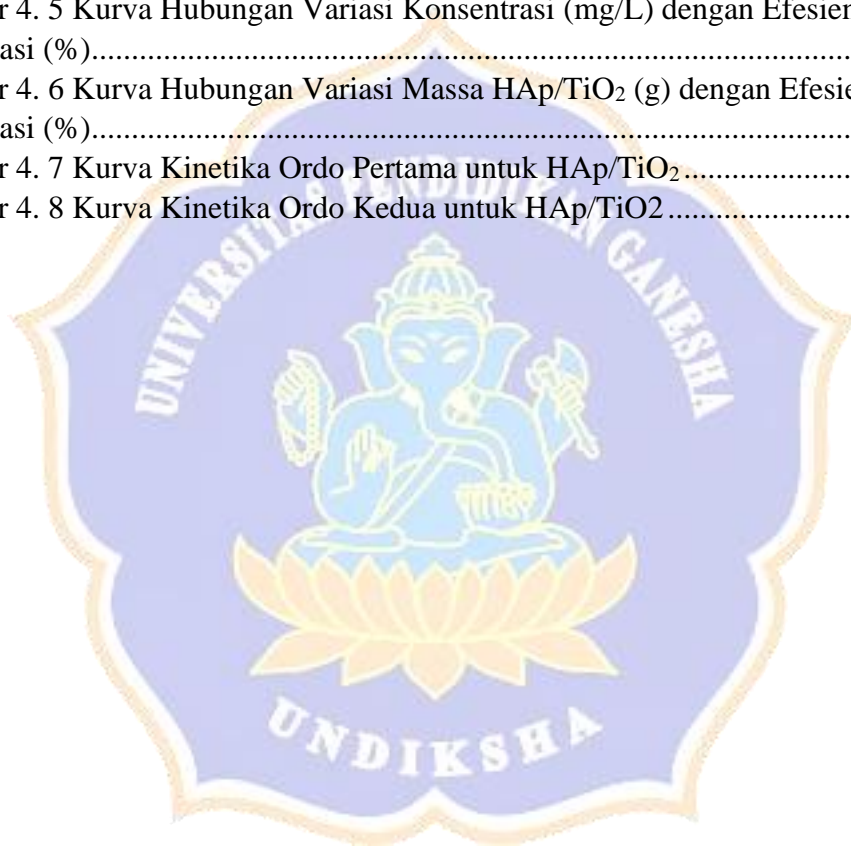 r 4. 5 Kurva Hubungan Variasi Konsentrasi (mg/L) dengan Efesien
asi (%)...............................................................................................
r 4. 6 Kurva Hubungan Variasi Massa HAp/TiO₂ (g) dengan Efesie
asi (%)...............................................................................................
r 4. 7 Kurva Kinetika Ordo Pertama untuk HAp/TiO₂.....................
r 4. 8 Kurva Kinetika Ordo Kedua untuk HAp/TiO2.......................
UNIVERSITAS PENDIDIKAN GANESHA
UNDIKSHA